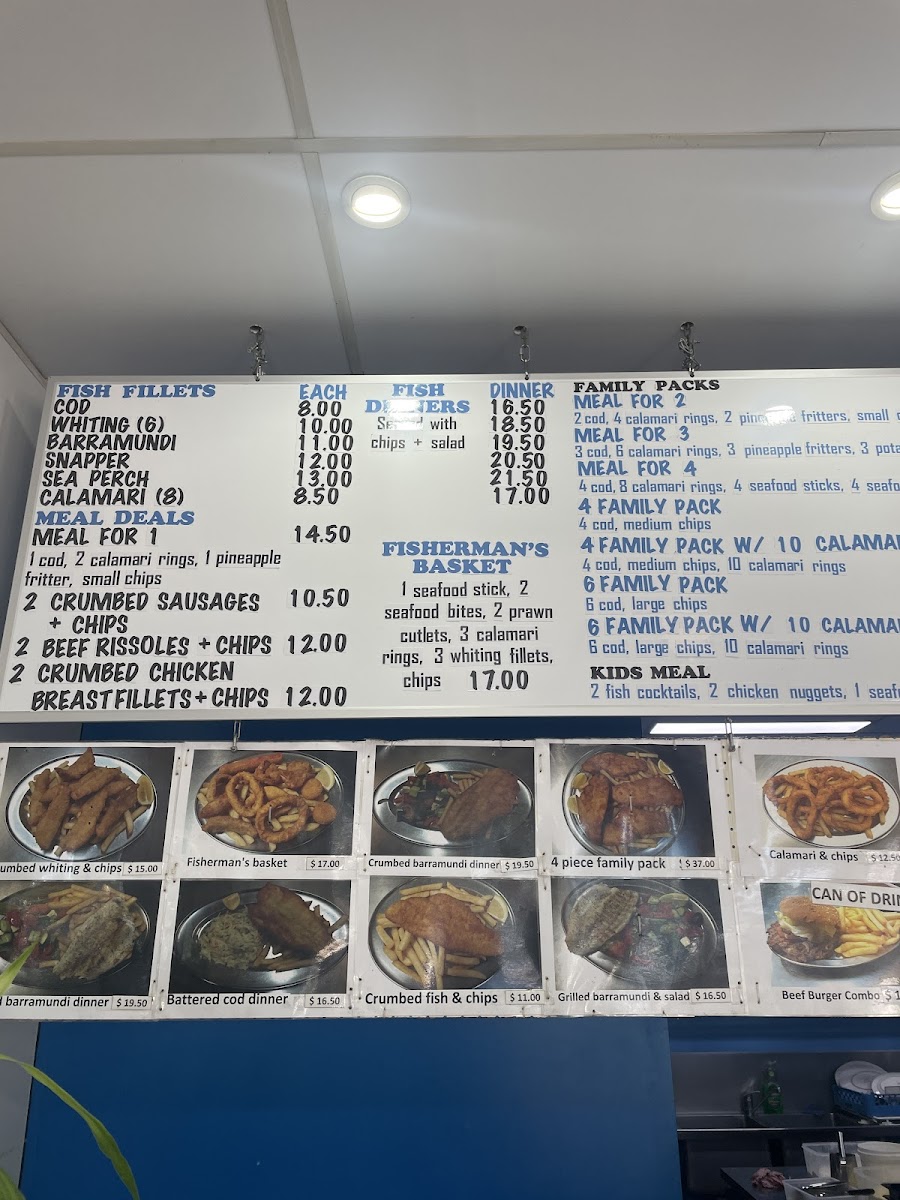 FISH FILLETS EACH
COD 8.00
WHITING (6) 10.00
BARRAMUNDI 11.00
SNAPPER 12.00
SEA PERCH 13.00
CALAMARI (8) 8.50
MEAL DEALS
MEAL FOR 1 14.50
1 cod, 2 calamari rings, 1 pineapple
fritter, small chips
2 CRUMBED SAUSAGES 10.50
+ CHIPS
2 BEEF RISSOLES + CHIPS 12.00
2 CRUMBED CHICKEN
BREAST FILLETS + CHIPS 12.00
FISH DINNER
DINNERS 16.50
with 18.50
chips + salad 19.50
20.50
21.50
17.00
FISHERMAN'S
BASKET
1 seafood stick, 2
seafood bites, 2 prawn
cutlets, 3 calamari
rings, 3 whiting fillets,
chips 17.00
FAMILY PACKS
MEAL FOR 2
2 cod, 4 calamari rings, 2 pineapple fritters, small
MEAL FOR 3
3 cod, 6 calamari rings, 3 pineapple fritters, 3
MEAL FOR 4
4 cod, 8 calamari rings, 4 seafood sticks, 4
4 FAMILY PACK
4 cod, medium chips
4 FAMILY PACK W/ 10 CALAMA
4 cod, medium chips, 10 calamari rings
6 FAMILY PACK
6 cod, large chips
6 FAMILY PACK W/ 10 CALAMA
6 cod, large chips, 10 calamari rings
KIDS MEAL
2 fish cocktails, 2 chicken nuggets, 1
umbed whiting & chips $ 15.00
Fisherman's basket $ 17.00
Crumbed barramundi dinner $ 19.50
4 piece family pack $ 37.00
Calamari & chips $ 12.50
d barramundi dinner $ 19.50
Battered cod dinner $ 16.50
Crumbed fish & chips $ 11.00
Grilled barramundi & salad $ 16.50
CAN OF DRIN
Beef Burger Combo $ 1